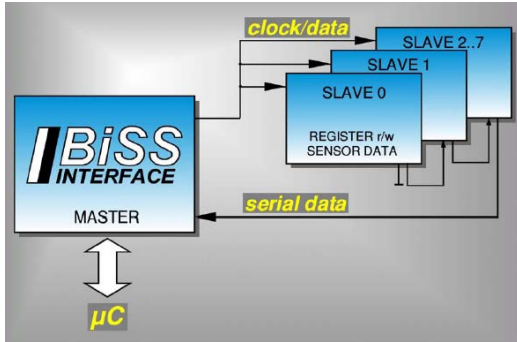 clock/data
SLAVE 2..7
SLAVE 1
SLAVE 0
REGISTER r/w
SENSOR DATA
BiSS
INTERFACE
MASTER
serial data
µC